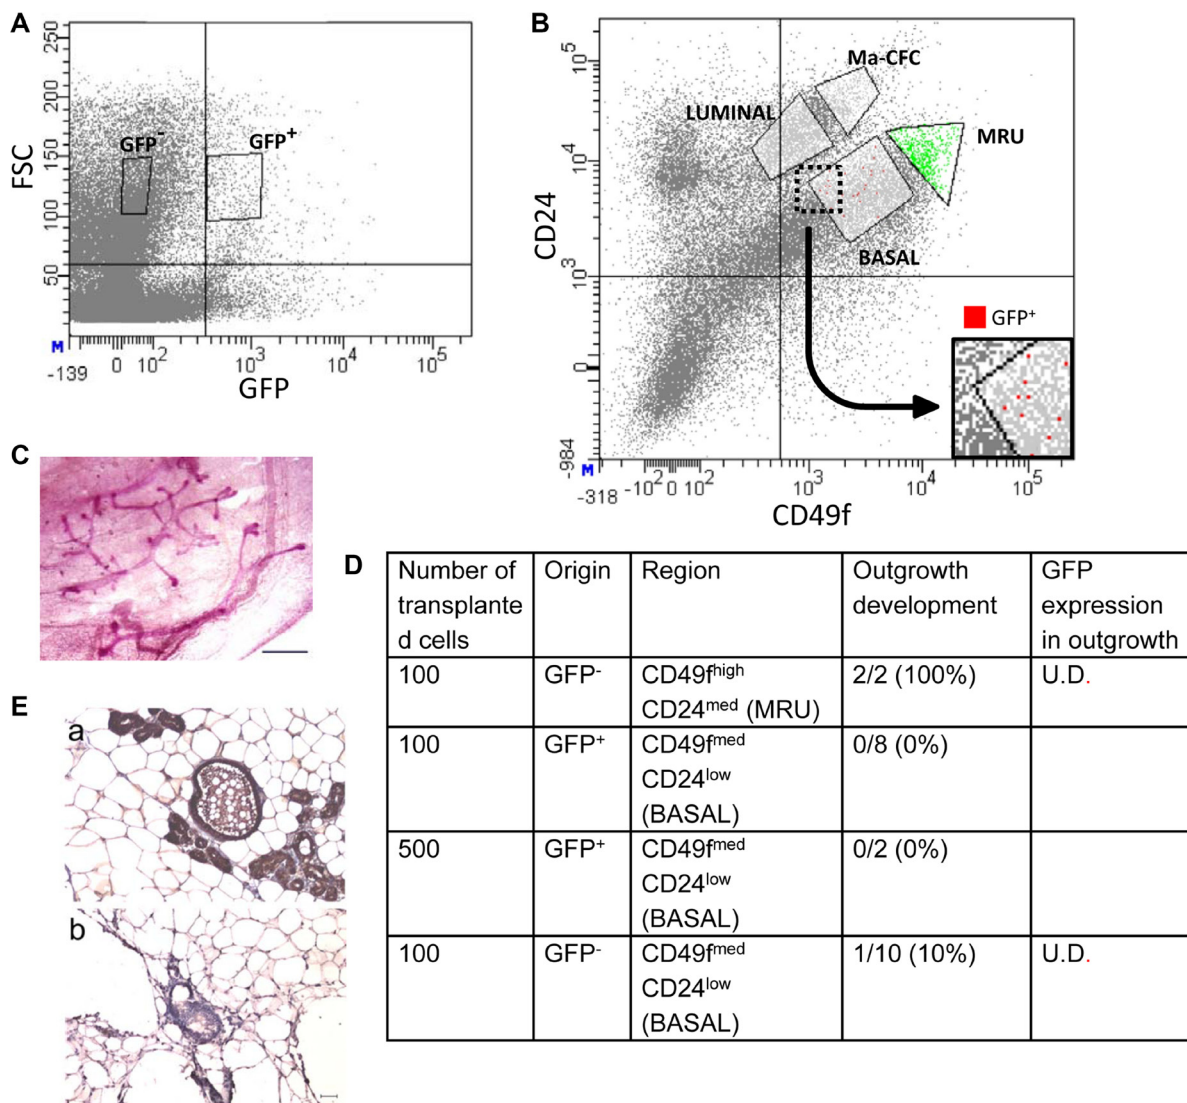 A
FSC
250
200
150
100
50
GFP-
GFP+
M
-139
0
10²
10³
10⁴
10⁵
GFP
B
CD24
10⁵
10⁴
10³
0
-984
Ma-CFC
LUMINAL
MRU
BASAL
GFP+
M
-318
-10²
0
10²
10³
10⁴
10⁵
CD49f
C
D
Number of
transplante
d cells
Origin
Region
Outgrowth
development
GFP
expression
in outgrowth
100
GFP-
CD49fhigh
CD24med (MRU)
2/2 (100%)
U.D.
100
GFP+
CD49fmed
CD24low
(BASAL)
0/8 (0%)
500
GFP+
CD49fmed
CD24low
(BASAL)
0/2 (0%)
100
GFP-
CD49fmed
CD24low
(BASAL)
1/10 (10%)
U.D.
E
a
b